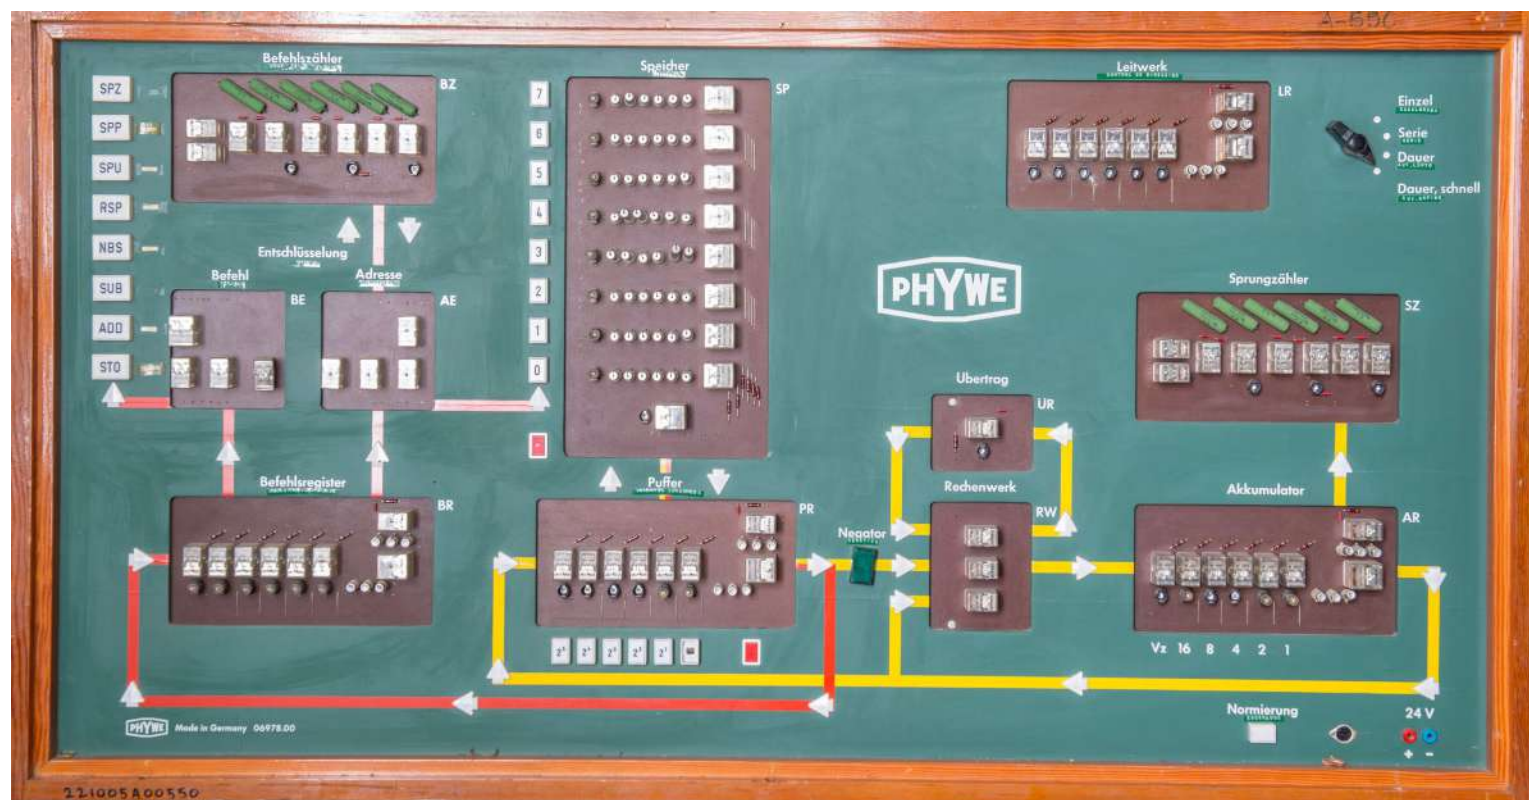 A-550
Befehlszähler
BZ
SPZ
SPP
SPU
RSP
NBS
SUB
ADD
STO
Speicher
SP
7
6
5
4
3
2
1
0
Leitwerk
LR
Einzel
Serie
Dauer
Dauer, schnell
Entschlüsselung
Befehl
BE
Adresse
AE
PHYWE
Sprungzähler
SZ
Übertrag
UR
Befehlsregister
BR
Puffer
PR
Negator
Rechenwerk
RW
Akkumulator
AR
Vz 16 8 4 2 1
Normierung
24 V
+ -
PHYWE Made in Germany 06978.00
221005A00550